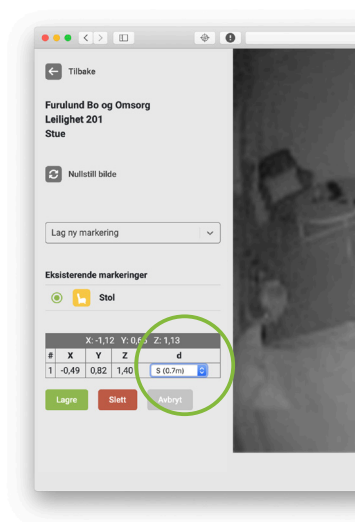 Tilbake
Furulund Bo og Omsorg
Leilighet 201
Stue
Nullstill bilde
Lag ny markering
Eksisterende markeringer
Stol
X: -1,12 Y: 0,65 Z: 1,13
# X Y Z d
1 -0,49 0,82 1,40 S (0.7m)
Lagre Slett Avbryt